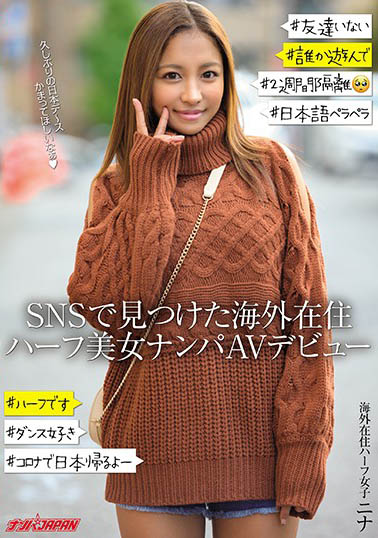 #友達いない
#誰か遊んで
#2週間耶隔離🥺
#日本語ペラペラ
久しぶりの日本デース
かまってほしいなぁ♥
SNSで見つけた海外在住
ハーフ美女ナンパAVデビュー
#ハーフです
#ダンス好き
#コロナで日本帰るよー
海外在住ハーフ女子 ニナ
ナンパJAPAN